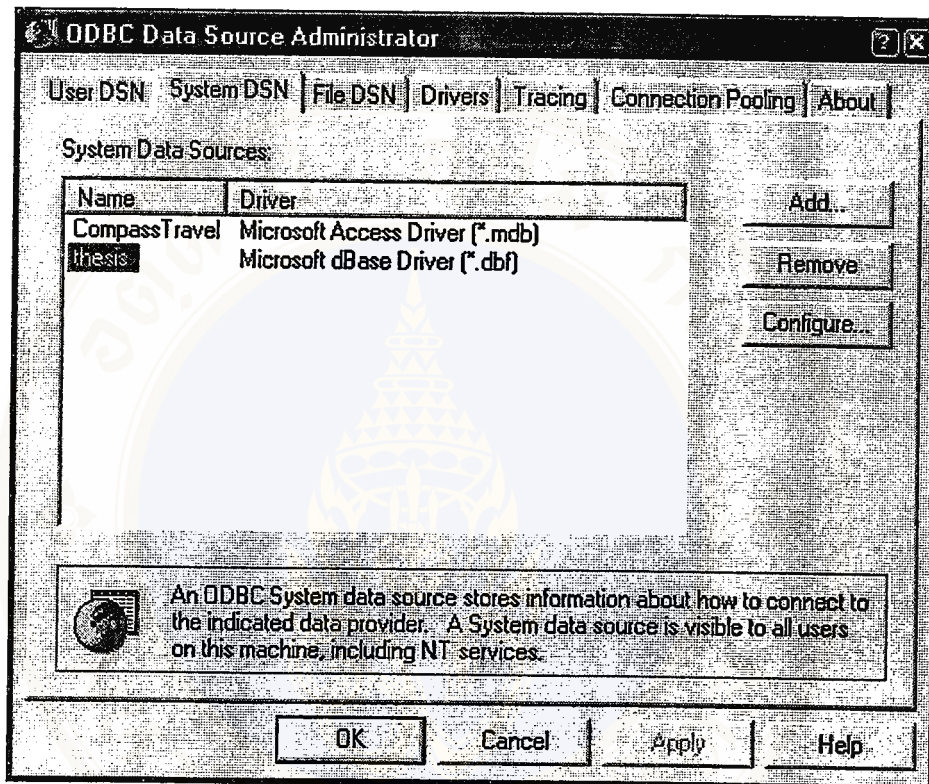 ODBC Data Source Administrator
User DSN System DSN File DSN Drivers Tracing Connection Pooling About
System Data Sources:
Name Driver
CompassTravel Microsoft Access Driver (*.mdb)
thesis Microsoft dBase Driver (*.dbf)
Add...
Remove
Configure...
An ODBC System data source stores information about how to connect to
the indicated data provider. A System data source is visible to all users
on this machine, including NT services.
OK Cancel Apply Help